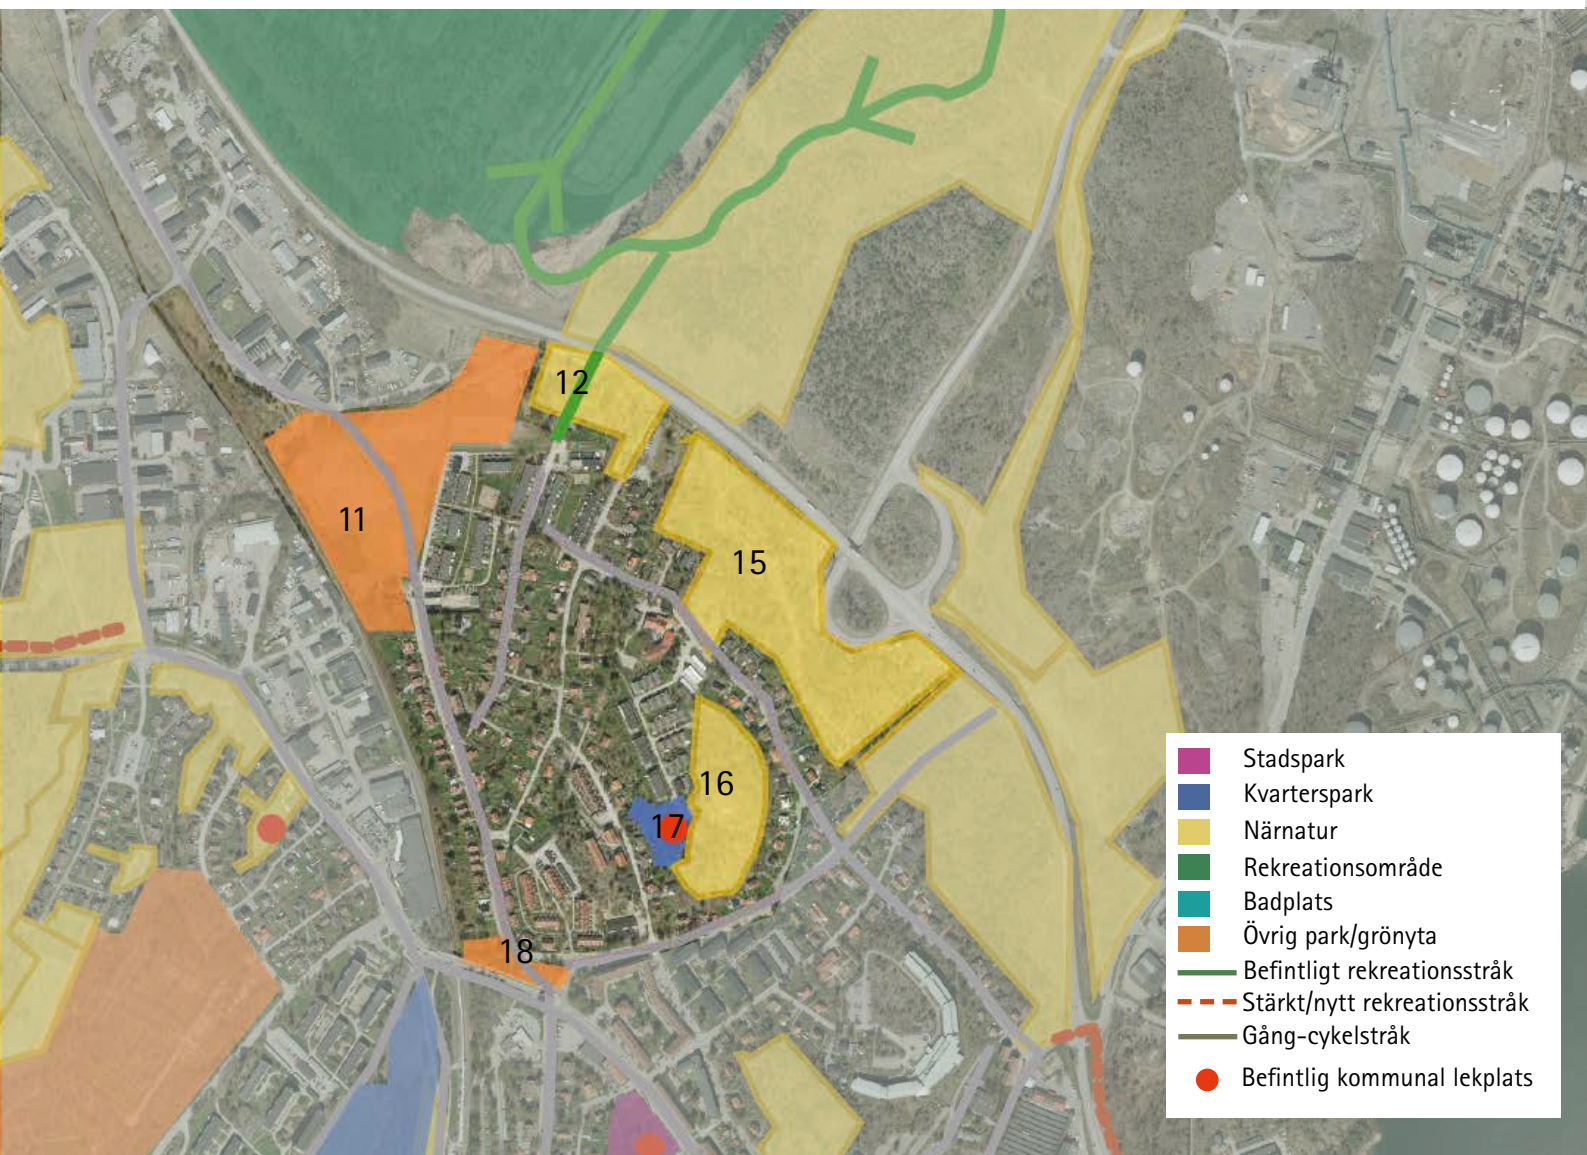 12
11
15
16
17
18
Stadspark
Kvarterspark
Närnatur
Rekreationsområde
Badplats
Övrig park/grönyta
Befintligt rekreationsstråk
Stärkt/nytt rekreationsstråk
Gång-cykelstråk
Befintlig kommunal lekplats